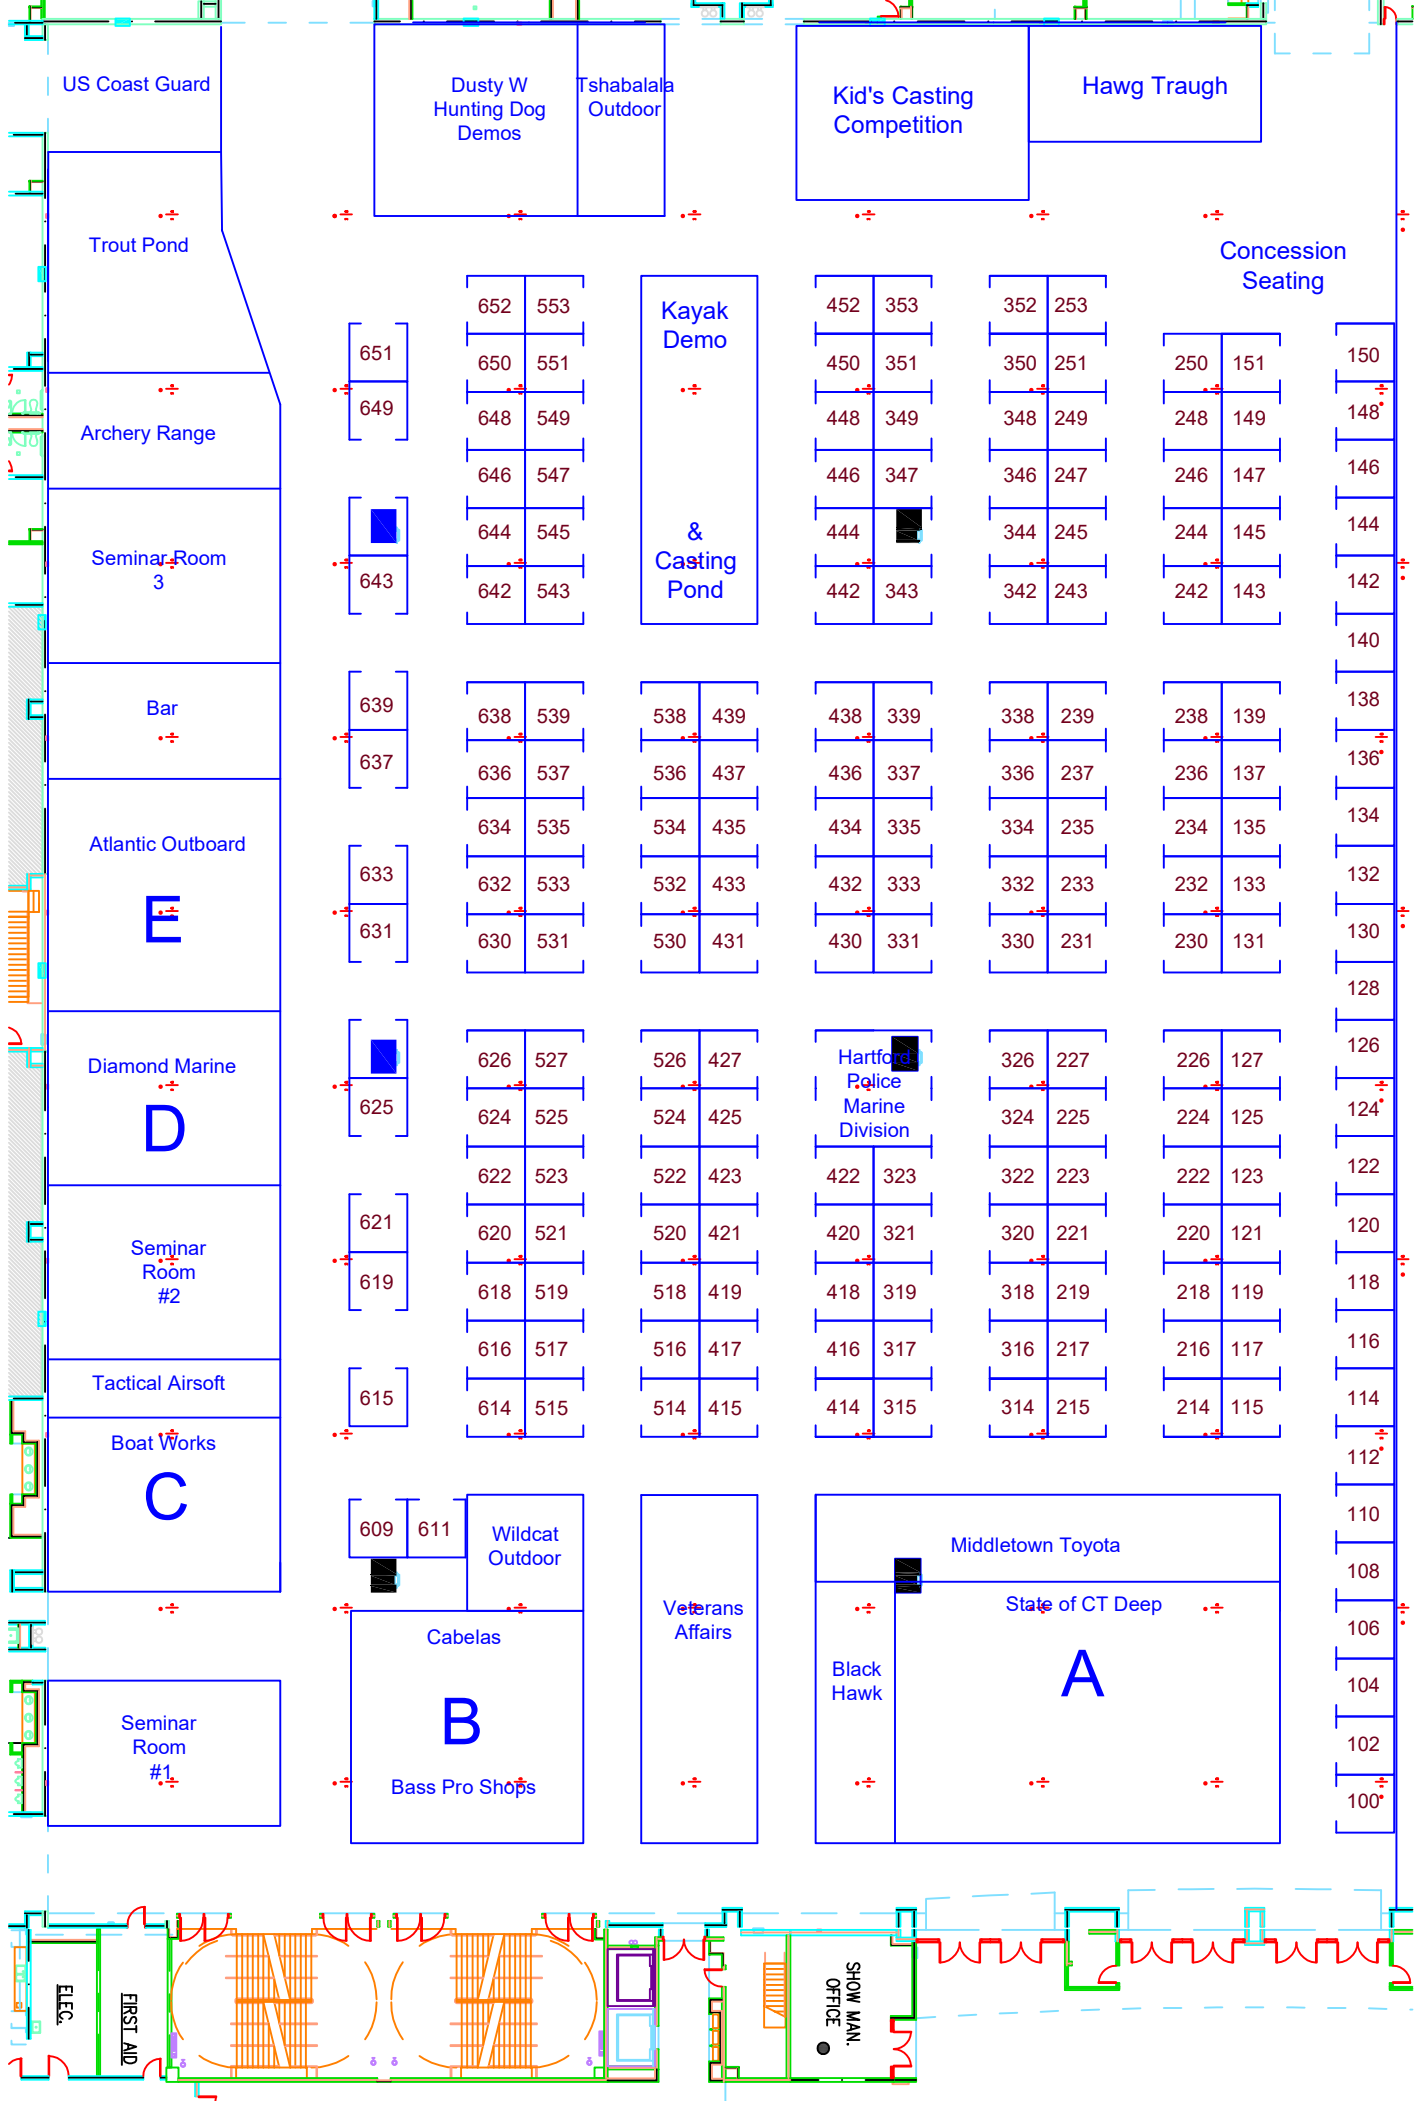 US Coast Guard
Dusty W
Hunting Dog
Demos
Tshabalala
Outdoor
Kid's Casting
Competition
Hawg Traugh
Trout Pond
Concession
Seating
Archery Range
Seminar Room
3
Bar
Atlantic Outboard
E
Diamond Marine
D
Seminar
Room
#2
Tactical Airsoft
Boat Works
C
Seminar
Room
#1
651
649
643
639
637
633
631
625
621
619
615
609 611
652 553
650 551
648 549
646 547
644 545
642 543
638 539
636 537
634 535
632 533
630 531
626 527
624 525
622 523
620 521
618 519
616 517
614 515
Wildcat
Outdoor
Cabelas
B
Bass Pro Shops
Kayak
Demo
&
Casting
Pond
538 439
536 437
534 435
532 433
530 431
526 427
524 425
522 423
520 421
518 419
516 417
514 415
Veterans
Affairs
452 353
450 351
448 349
446 347
444
442 343
438 339
436 337
434 335
432 333
430 331
Hartford
Police
Marine
Division
422 323
420 321
418 319
416 317
414 315
352 253
350 251
348 249
346 247
344 245
342 243
338 239
336 237
334 235
332 233
330 231
326 227
324 225
322 223
320 221
318 219
316 217
314 215
250 151
248 149
246 147
244 145
242 143
238 139
236 137
234 135
232 133
230 131
226 127
224 125
222 123
220 121
218 119
216 117
214 115
Middletown Toyota
State of CT Deep
A
Black
Hawk
150
148
146
144
142
140
138
136
134
132
130
128
126
124
122
120
118
116
114
112
110
108
106
104
102
100
ELEC.
FIRST AID
SHOW MAN.
OFFICE